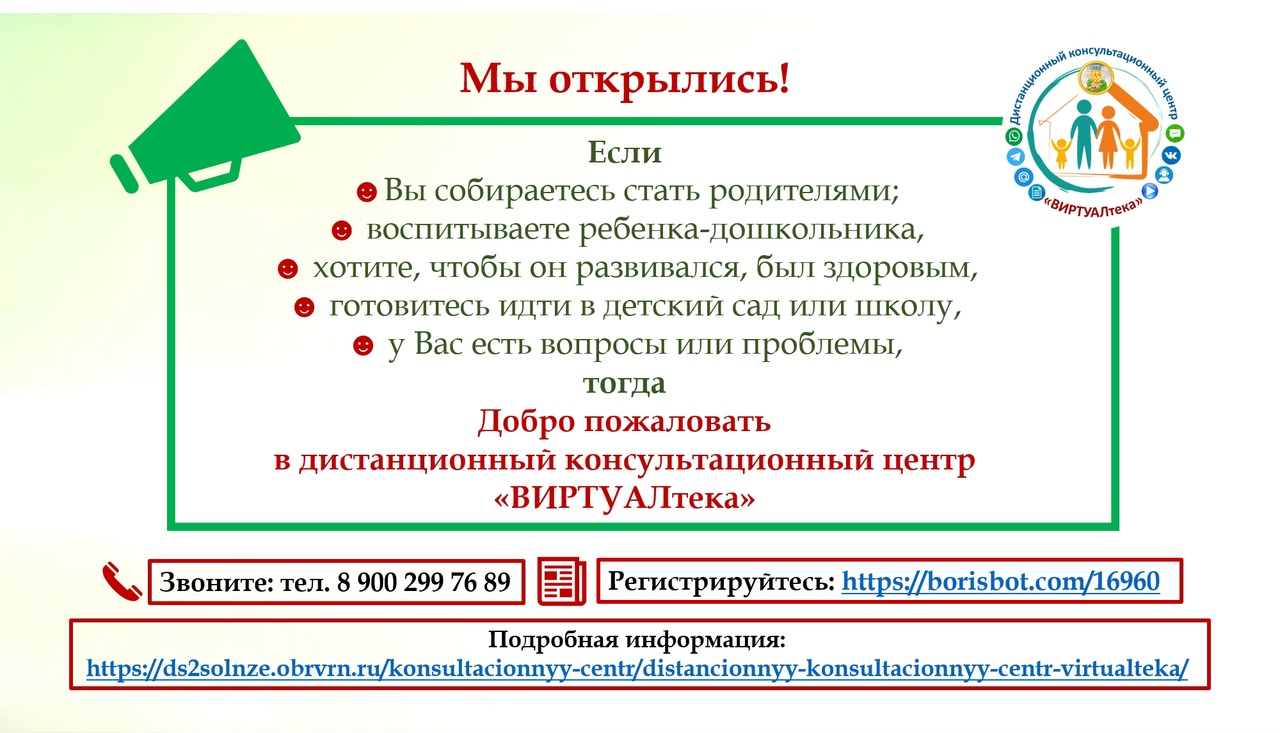 Мы открылись!
Дистанционный консультационный центр
«ВИРТУАЛтека»
Если
Вы собираетесь стать родителями;
воспитываете ребенка-дошкольника,
хотите, чтобы он развивался, был здоровым,
готовитесь идти в детский сад или школу,
у Вас есть вопросы или проблемы,
тогда
Добро пожаловать
в дистанционный консультационный центр
«ВИРТУАЛтека»
Звоните: тел. 8 900 299 76 89
Регистрируйтесь: https://borisbot.com/16960
Подробная информация:
https://ds2solnze.obrvrn.ru/konsultacionnyy-centr/distancionnyy-konsultacionnyy-centr-virtualteka/